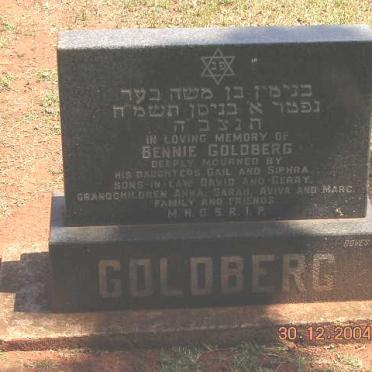 פנ
בנימין בן משה בער
נפטר א' בניסן תשמ"ח
תנצב"ה
IN LOVING MEMORY OF
BENNIE GOLDBERG
DEEPLY MOURNED BY
HIS DAUGHTERS GAIL AND SIPHRA
SONS-IN-LAW DAVID AND GERRY,
GRANDCHILDREN ANNA, SARAH, AVIVA AND MARC.
FAMILY AND FRIENDS
M.H.D.S.R.I.P.
DOVES
GOLDBERG
30.12.2004